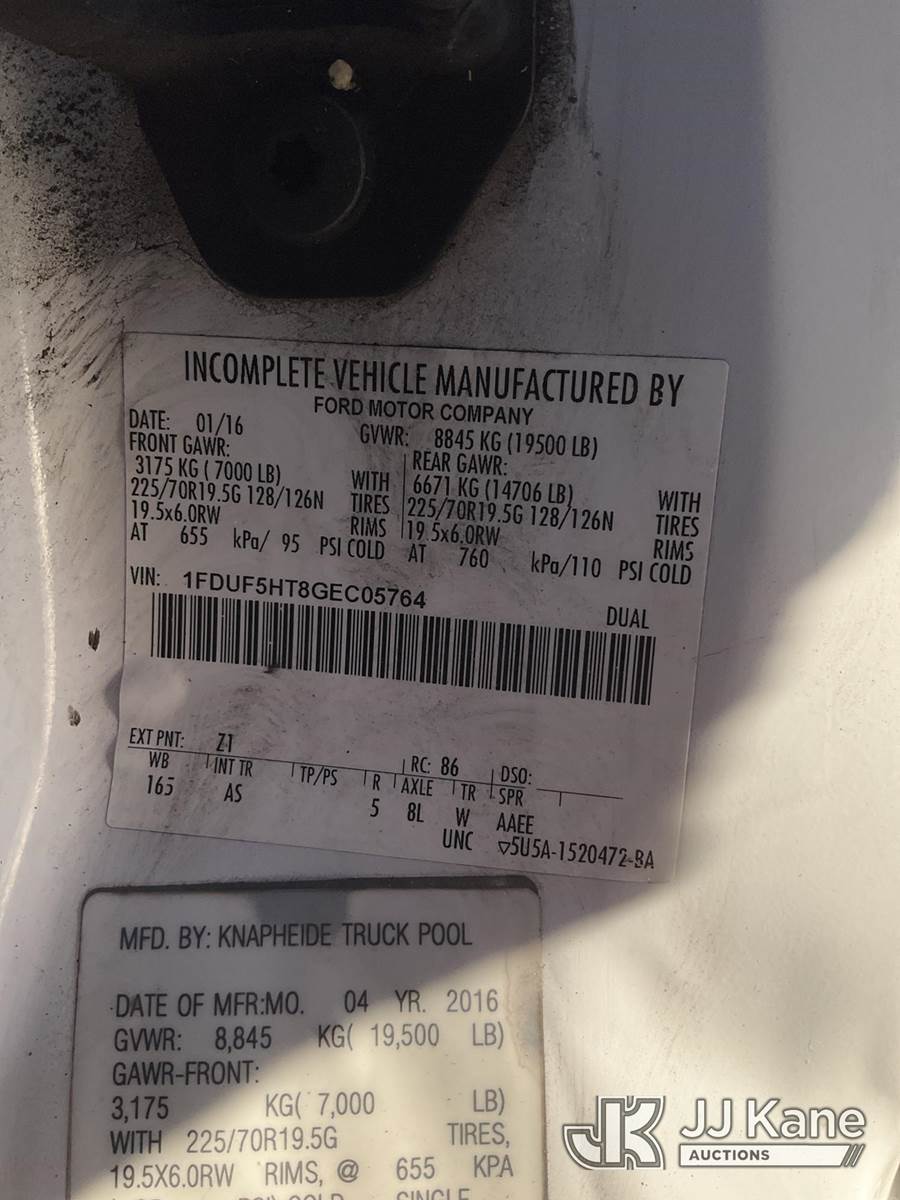 INCOMPLETE VEHICLE MANUFACTURED BY
FORD MOTOR COMPANY
DATE: 01/16 GVWR: 8845 KG (19500 LB)
FRONT GAWR: REAR GAWR:
3175 KG (7000 LB) WITH 6671 KG (14706 LB) WITH
225/70R19.5G 128/126N TIRES 225/70R19.5G 128/126N TIRES
19.5x6.0RW RIMS 19.5x6.0RW RIMS
AT 655 kPa/ 95 PSI COLD AT 760 kPa/110 PSI COLD
VIN: 1FDUF5HT8GEC05764 DUAL
EXT PNT: Z1 RC: 86 DSO:
WB INT TR TP/PS R AXLE TR SPR
165 AS 5 8L W AAEE
UNC ▽5U5A-1520472-BA
MFD. BY: KNAPHEIDE TRUCK POOL
DATE OF MFR:MO. 04 YR. 2016
GVWR: 8,845 KG( 19,500 LB)
GAWR-FRONT:
3,175 KG( 7,000 LB)
WITH 225/70R19.5G TIRES,
19.5X6.0RW RIMS, @ 655 KPA
JK JJ Kane
AUCTIONS